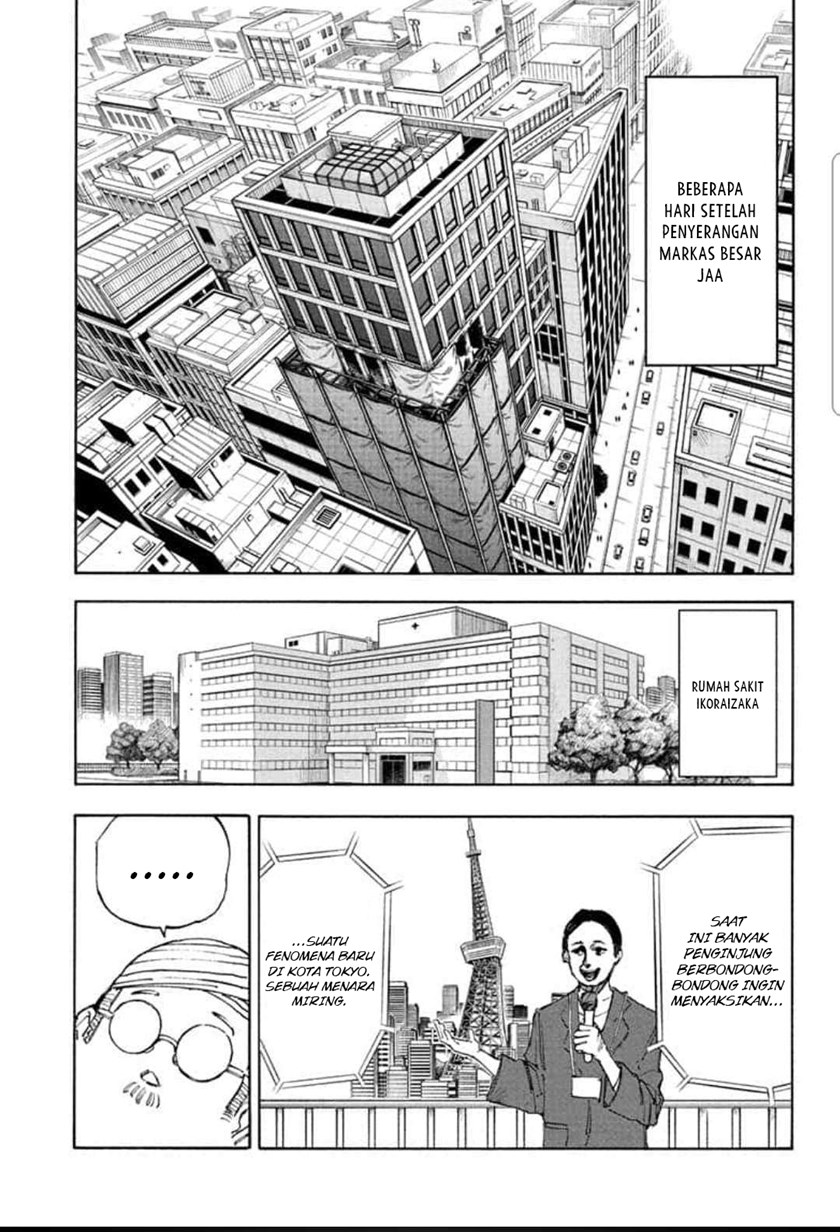 BEBERAPA
HARI SETELAH
PENYERANGAN
MARKAS BESAR
JAA
RUMAH SAKIT
IKORAIZAKA
SAAT
INI BANYAK
PENGINJUNG
BERBONDONG-
BONDONG INGIN
MENYAKSIKAN...
...SUATU
FENOMENA BARU
DI KOTA TOKYO.
SEBUAH MENARA
MIRING.
.....